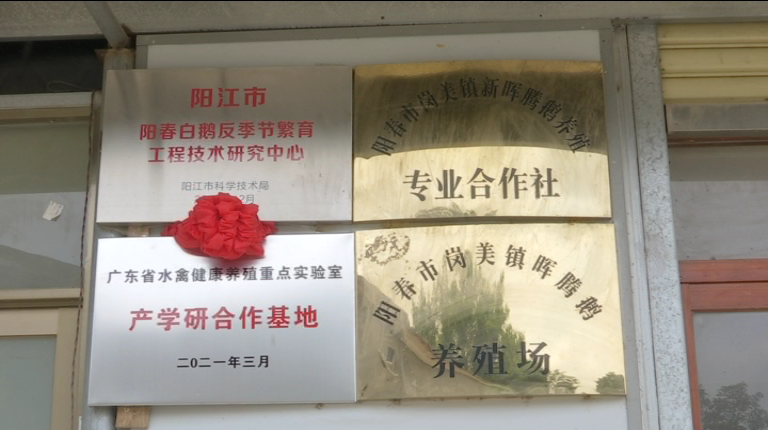 阳江市
阳春白鹅反季节繁育
工程技术研究中心
阳江市科学技术局
2月
阳春市岗美镇新晖腾鹅养殖
专业合作社
广东省水禽健康养殖重点实验室
产学研合作基地
二〇二一年三月
阳春市岗美镇晖腾鹅
养殖场